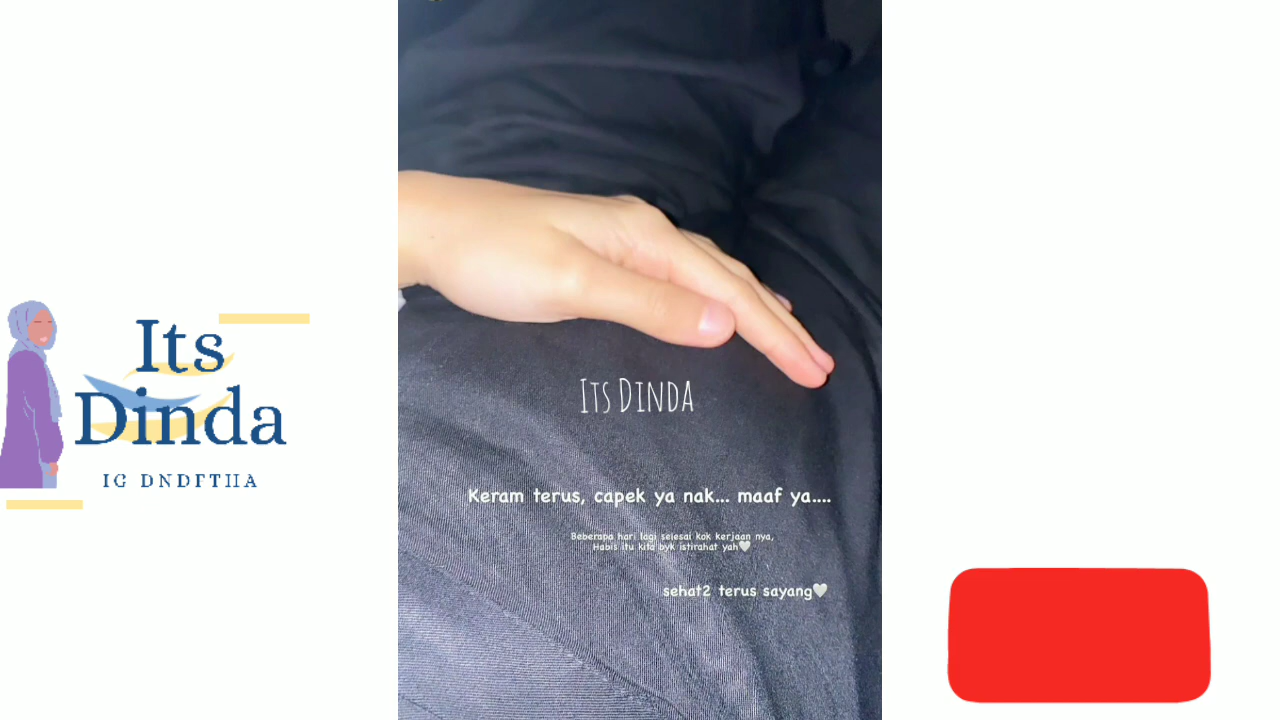 Its
Dinda
IG DNDFTHA
Its Dinda
Keram terus, capek ya nak... maaf ya....
Beberapa hari lagi selesai kok kerjaan nya,
Habis itu kita byk istirahat yah🤍
sehat2 terus sayang🤍